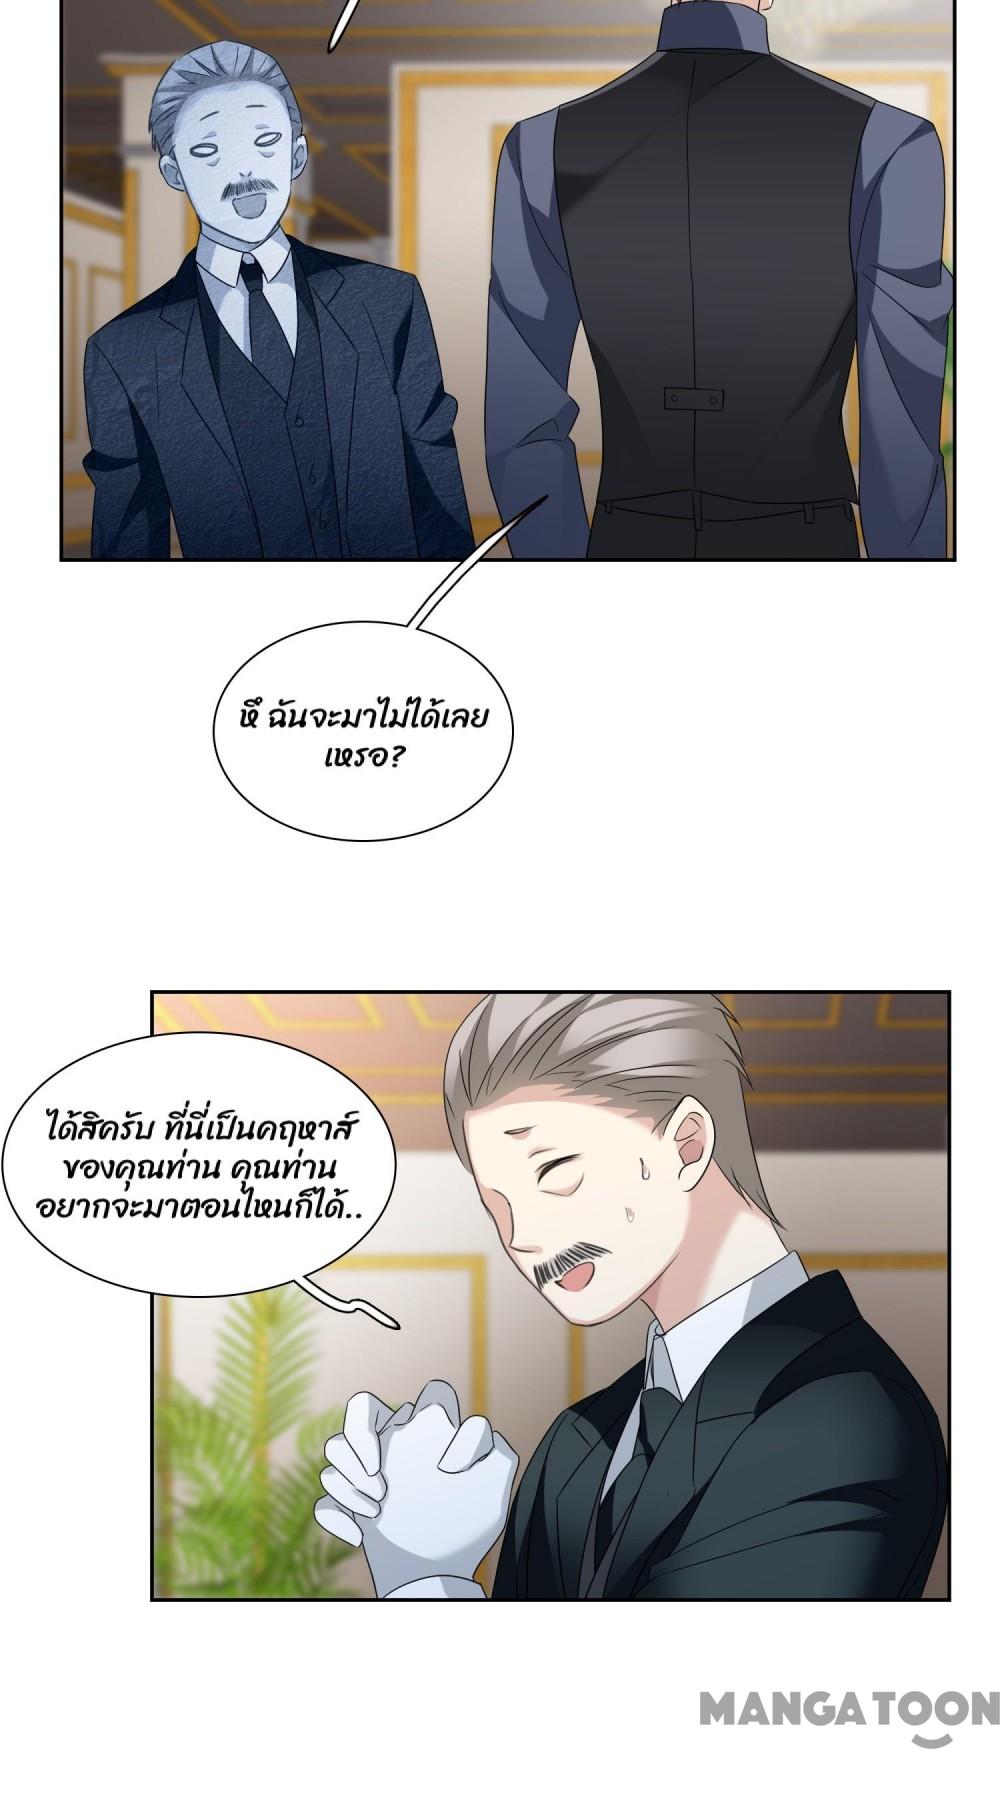 หึ ฉันจะมาไม่ได้เลย
เหรอ?
ได้สิครับ ที่นี่เป็นคฤหาส์
ของคุณท่าน คุณท่าน
อยากจะมาตอนไหนก็ได้..
MANGATOON